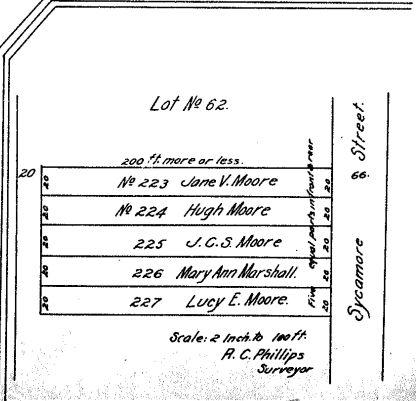 Lot № 62.
200 ft. more or less.
20
20 № 223 Jane V. Moore 20
20 № 224 Hugh Moore 20
20 225 J.C.S. Moore 20
20 226 Mary Ann Marshall. 20
20 227 Lucy E. Moore. 20
Five equal parts in front & rear
66.
Sycamore Street.
Scale: 2 Inch. to 100 ft.
R. C. Phillips
Surveyor